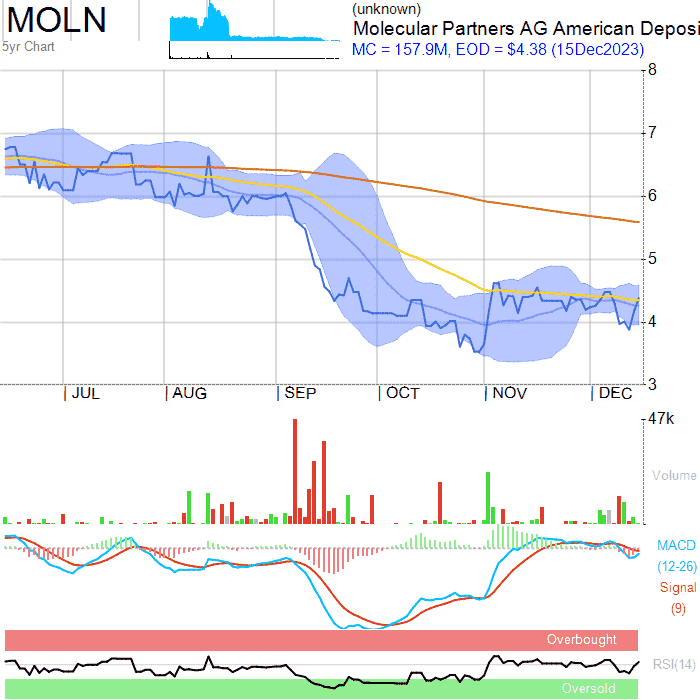 MOLN
5yr Chart
(unknown)
Molecular Partners AG American Deposi
MC = 157.9M, EOD = $4.38 (15Dec2023)
8
7
6
5
4
3
JUL
AUG
SEP
OCT
NOV
DEC
47k
Volume
MACD
(12-26)
Signal
(9)
Overbought
RSI(14)
Oversold